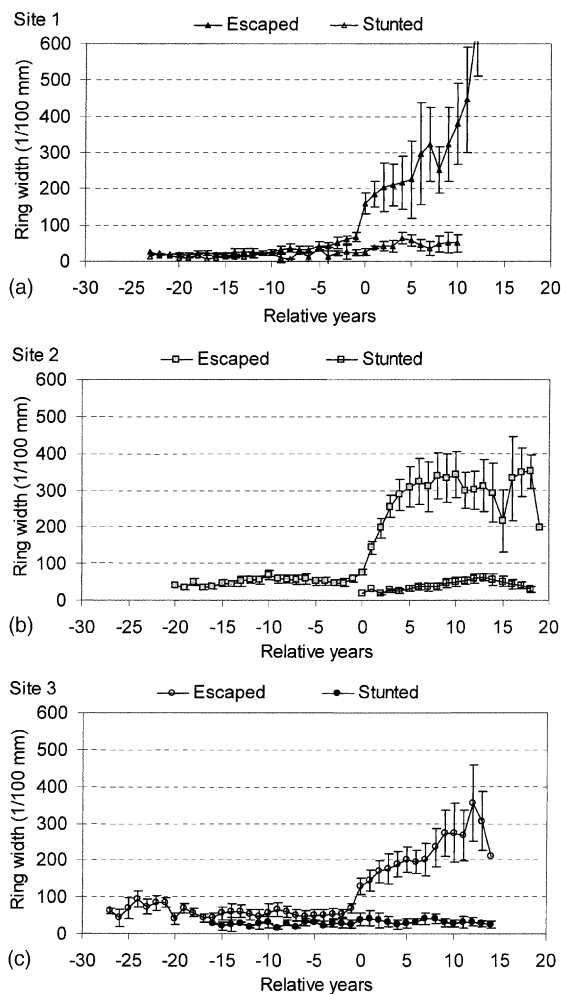 Site 1
Escaped Stunted
600
500
400
300
200
100
0
Ring width (1/100 mm)
-30 -25 -20 -15 -10 -5 0 5 10 15 20
(a)
Relative years
Site 2
Escaped Stunted
600
500
400
300
200
100
0
Ring width (1/100 mm)
-30 -25 -20 -15 -10 -5 0 5 10 15 20
(b)
Relative years
Site 3
Escaped Stunted
600
500
400
300
200
100
0
Ring width (1/100 mm)
-30 -25 -20 -15 -10 -5 0 5 10 15 20
(c)
Relative years